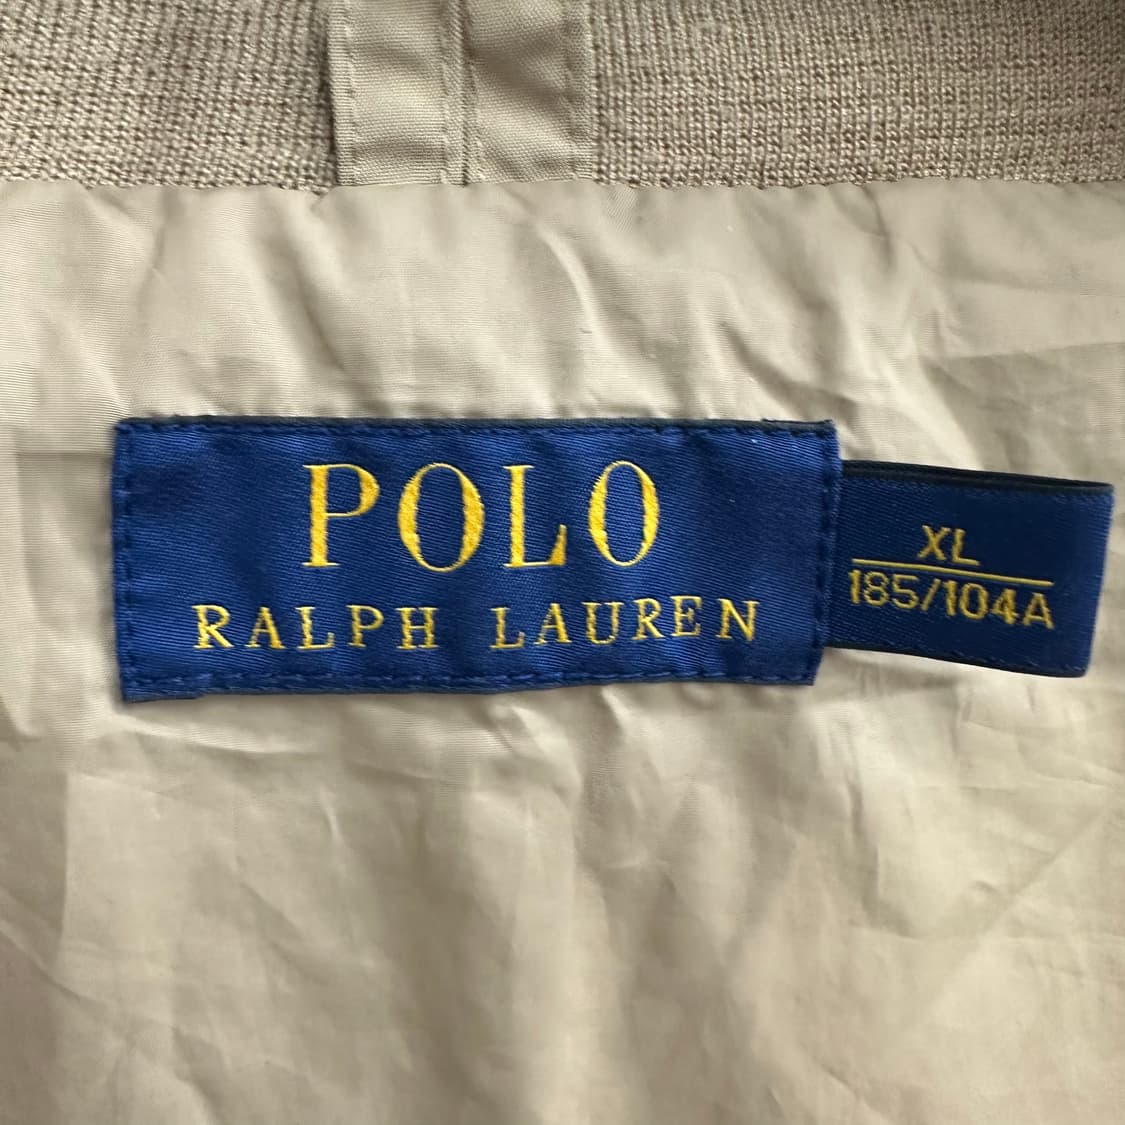 POLO
RALPH LAUREN
XL
185/104A